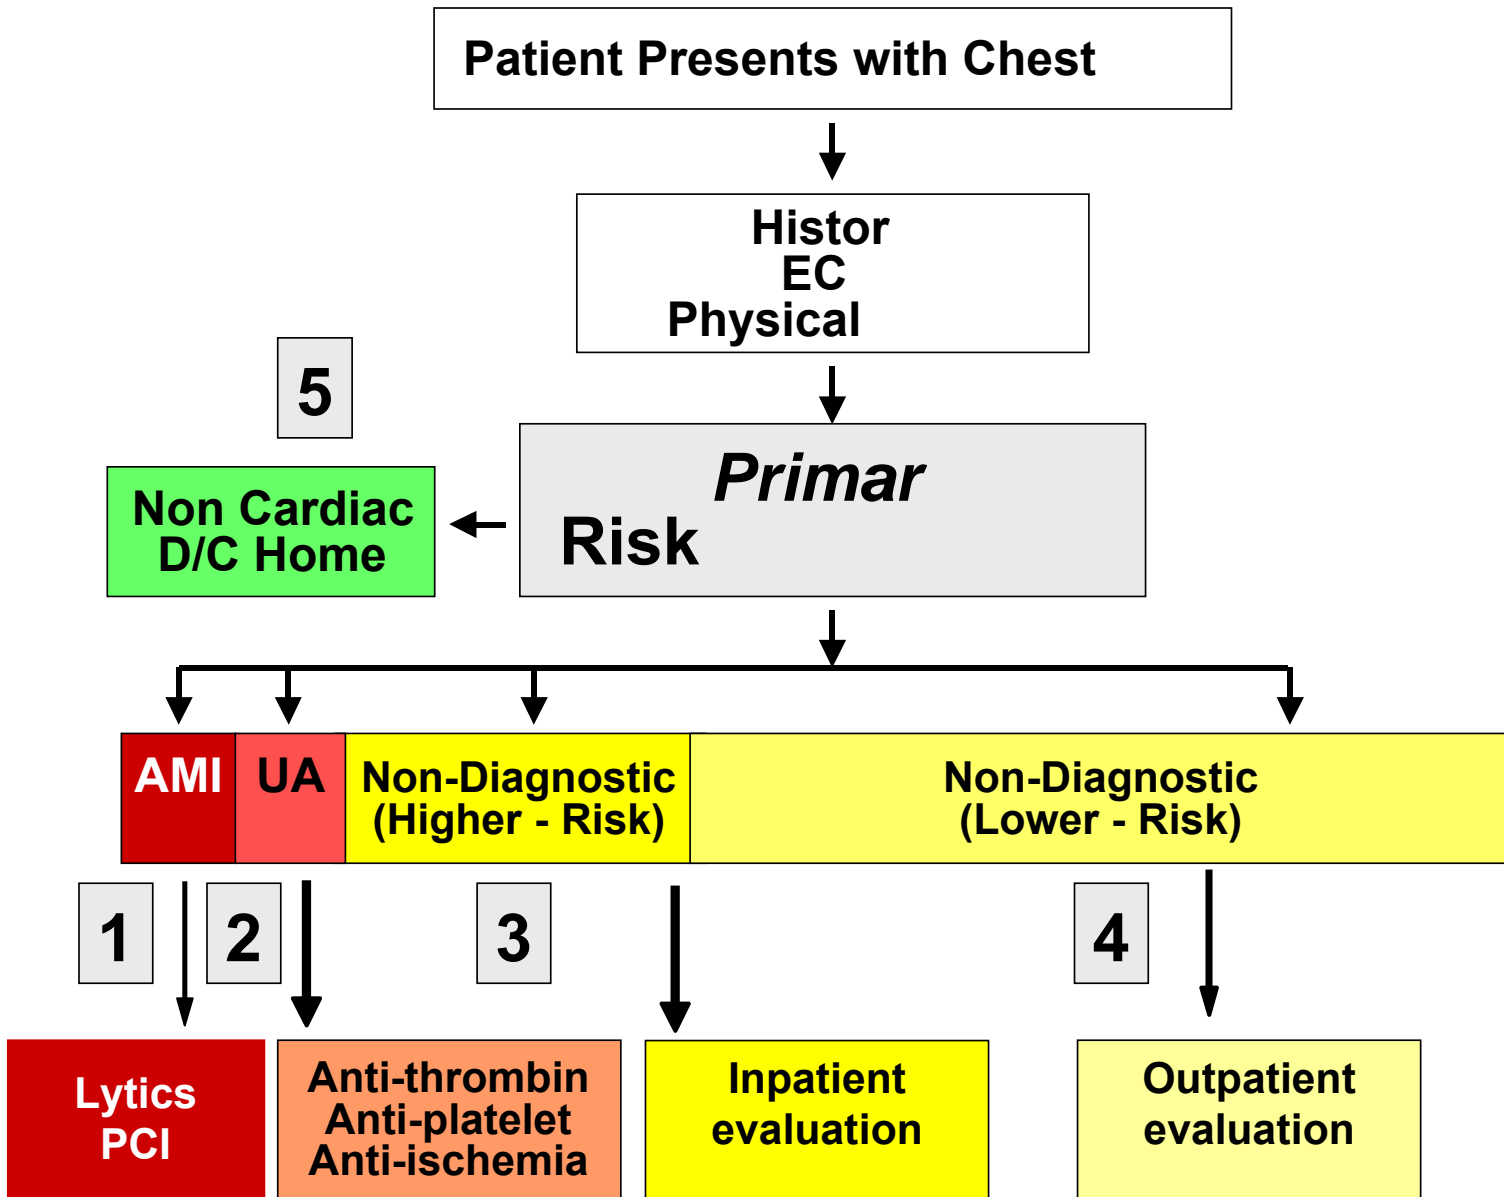 Patient Presents with Chest
Histor
EC
Physical
5
Primar
Risk
Non Cardiac
D/C Home
AMI
UA
Non-Diagnostic
(Higher - Risk)
Non-Diagnostic
(Lower - Risk)
1
2
3
4
Lytics
PCI
Anti-thrombin
Anti-platelet
Anti-ischemia
Inpatient
evaluation
Outpatient
evaluation